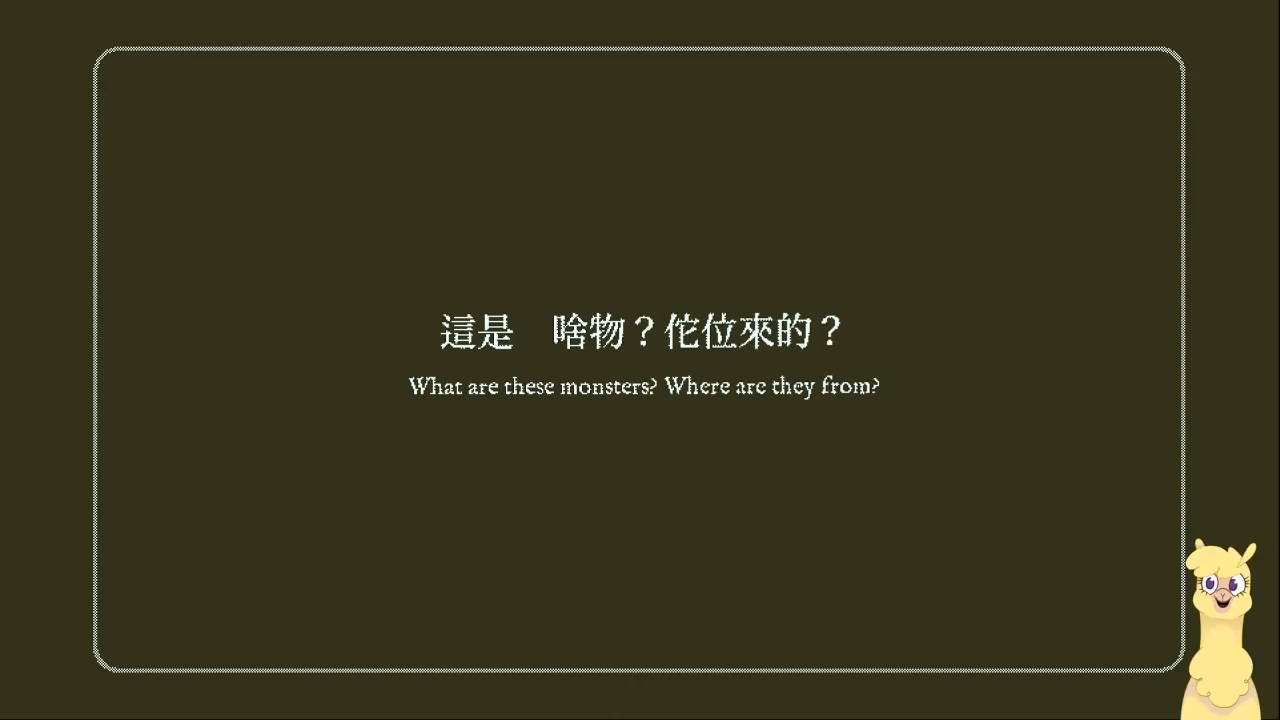 這是　啥物？佗位來的？
What are these monsters? Where are they from?